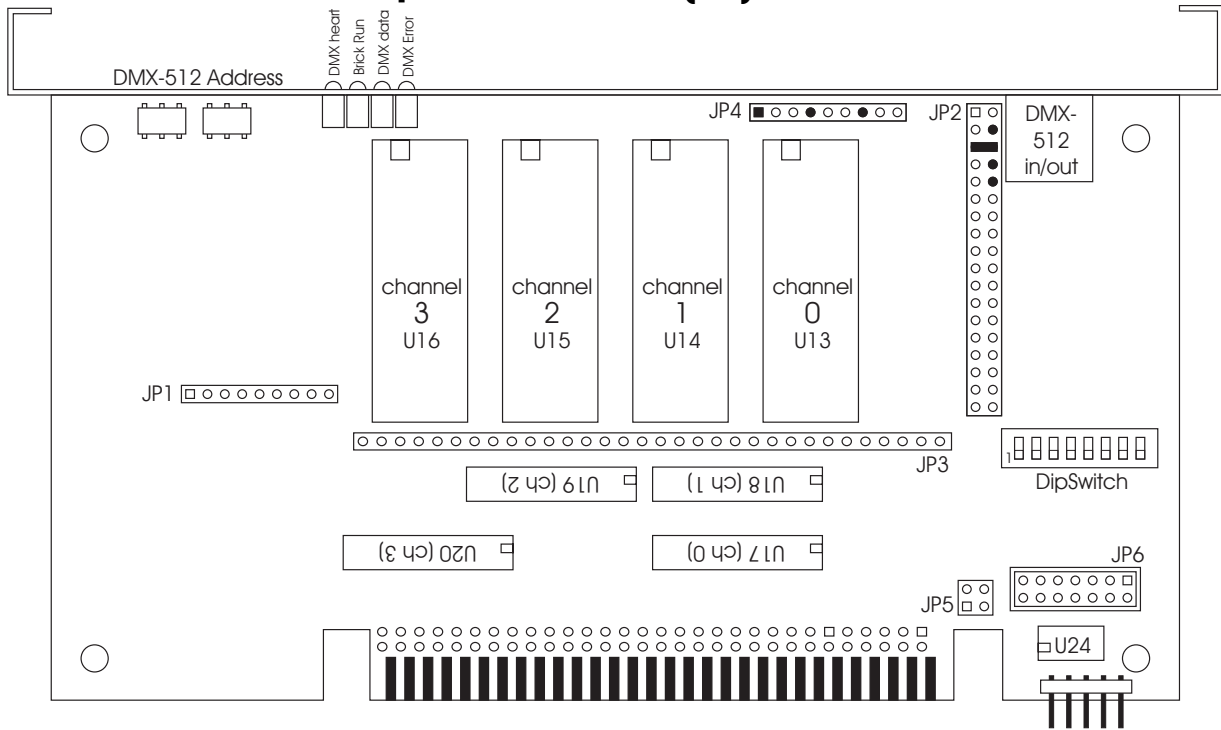 DMX heart
Brick Run
DMX data
DMX Error
DMX-512 Address
JP4
JP2
DMX-
512
in/out
channel
3
U16
channel
2
U15
channel
1
U14
channel
0
U13
JP1
JP3
1
DipSwitch
U19 (ch 2)
U18 (ch 1)
U20 (ch 3)
U17 (ch 0)
JP6
JP5
U24